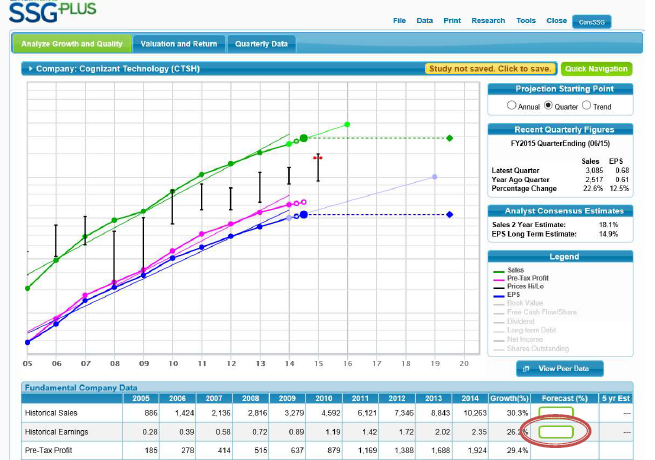 SSG PLUS
File Data Print Research Tools Close CoreSSG
Analyze Growth and Quality Valuation and Return Quarterly Data
Company: Cognizant Technology (CTSH) Study not saved. Click to save. Quick Navigation
Projection Starting Point
Annual Quarter Trend
Recent Quarterly Figures
FY2015 QuarterEnding (06/15)
Sales EPS
Latest Quarter 3,085 0.68
Year Ago Quarter 2,517 0.61
Percentage Change 22.6% 12.5%
Analyst Consensus Estimates
Sales 2 Year Estimate: 18.1%
EPS Long Term Estimate: 14.9%
Legend
Sales
Pre-Tax Profit
Prices Hi/Lo
EPS
Book Value
Free Cash Flow/Share
Dividend
Long-term Debt
Net Income
Shares Outstanding
05 06 07 08 09 10 11 12 13 14 15 16 17 18 19 20
View Peer Data
Fundamental Company Data
2005 2006 2007 2008 2009 2010 2011 2012 2013 2014 Growth(%) Forecast (%) 5 yr Est
Historical Sales 886 1,424 2,136 2,816 3,279 4,592 6,121 7,346 8,843 10,263 30.3% ---
Historical Earnings 0.28 0.39 0.58 0.72 0.89 1.19 1.42 1.72 2.02 2.35 ---
Pre-Tax Profit 185 278 414 515 637 879 1,169 1,388 1,688 1,924 29.4%